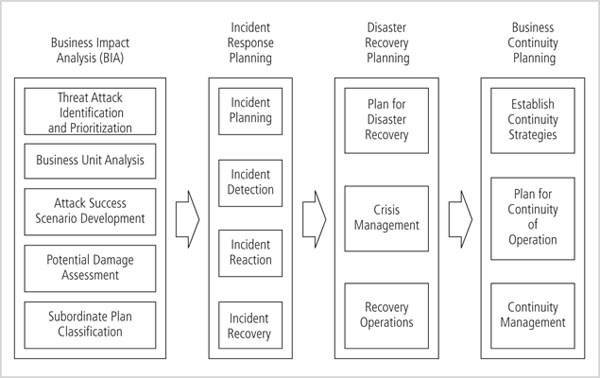 Business Impact
Analysis (BIA)
Threat Attack
Identification
and Prioritization
Business Unit Analysis
Attack Success
Scenario Development
Potential Damage
Assessment
Subordinate Plan
Classification
Incident
Response
Planning
Incident
Planning
Incident
Detection
Incident
Reaction
Incident
Recovery
Disaster
Recovery
Planning
Plan for
Disaster
Recovery
Crisis
Management
Recovery
Operations
Business
Continuity
Planning
Establish
Continuity
Strategies
Plan for
Continuity
of
Operation
Continuity
Management